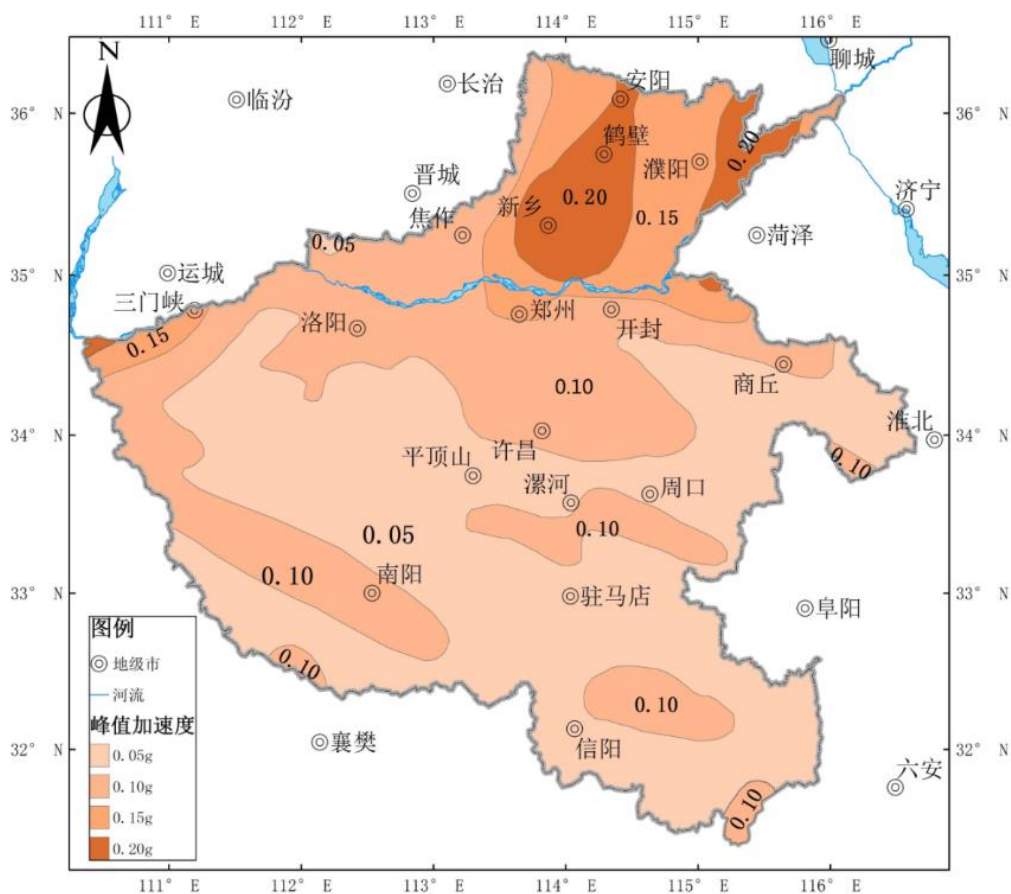 111° E 112° E 113° E 114° E 115° E 116° E
N
聊城
安阳
长治
临汾
36° N 36° N
鹤壁
0.20
濮阳
晋城
济宁
新乡 0.20
焦作 0.15
0.05 菏泽
35° N 35° N
运城
三门峡
郑州
洛阳 开封
0.15
0.10 商丘
淮北
34° N 34° N
许昌
平顶山 0.10
漯河 周口
0.05 0.10
0.10 南阳
33° N 驻马店 33° N
阜阳
0.10
0.10
信阳
32° N 襄樊 32° N
六安
0.10
图例
地级市
河流
峰值加速度
0.05g
0.10g
0.15g
0.20g
111° E 112° E 113° E 114° E 115° E 116° E